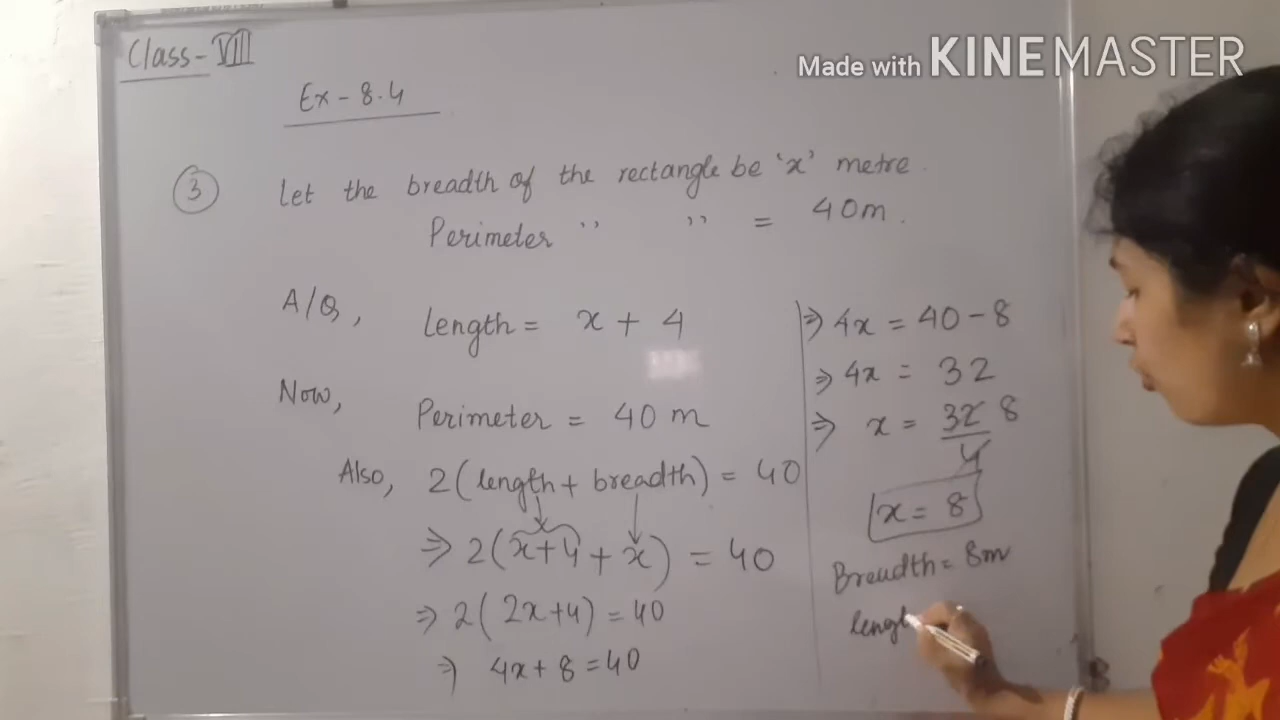 Made with KINEMASTER
Class-VIII
Ex - 8.4
3 Let the breadth of the rectangle be 'x' metre.
Perimeter '' '' = 40m.
A/Q, Length = x + 4
Now, Perimeter = 40 m
Also, 2(length + breadth) = 40
⇒ 2(x+4 + x) = 40
⇒ 2(2x+4) = 40
⇒ 4x + 8 = 40
⇒ 4x = 40 - 8
⇒ 4x = 32
⇒ x = 32/4 8
x = 8
Breadth = 8m
lengt